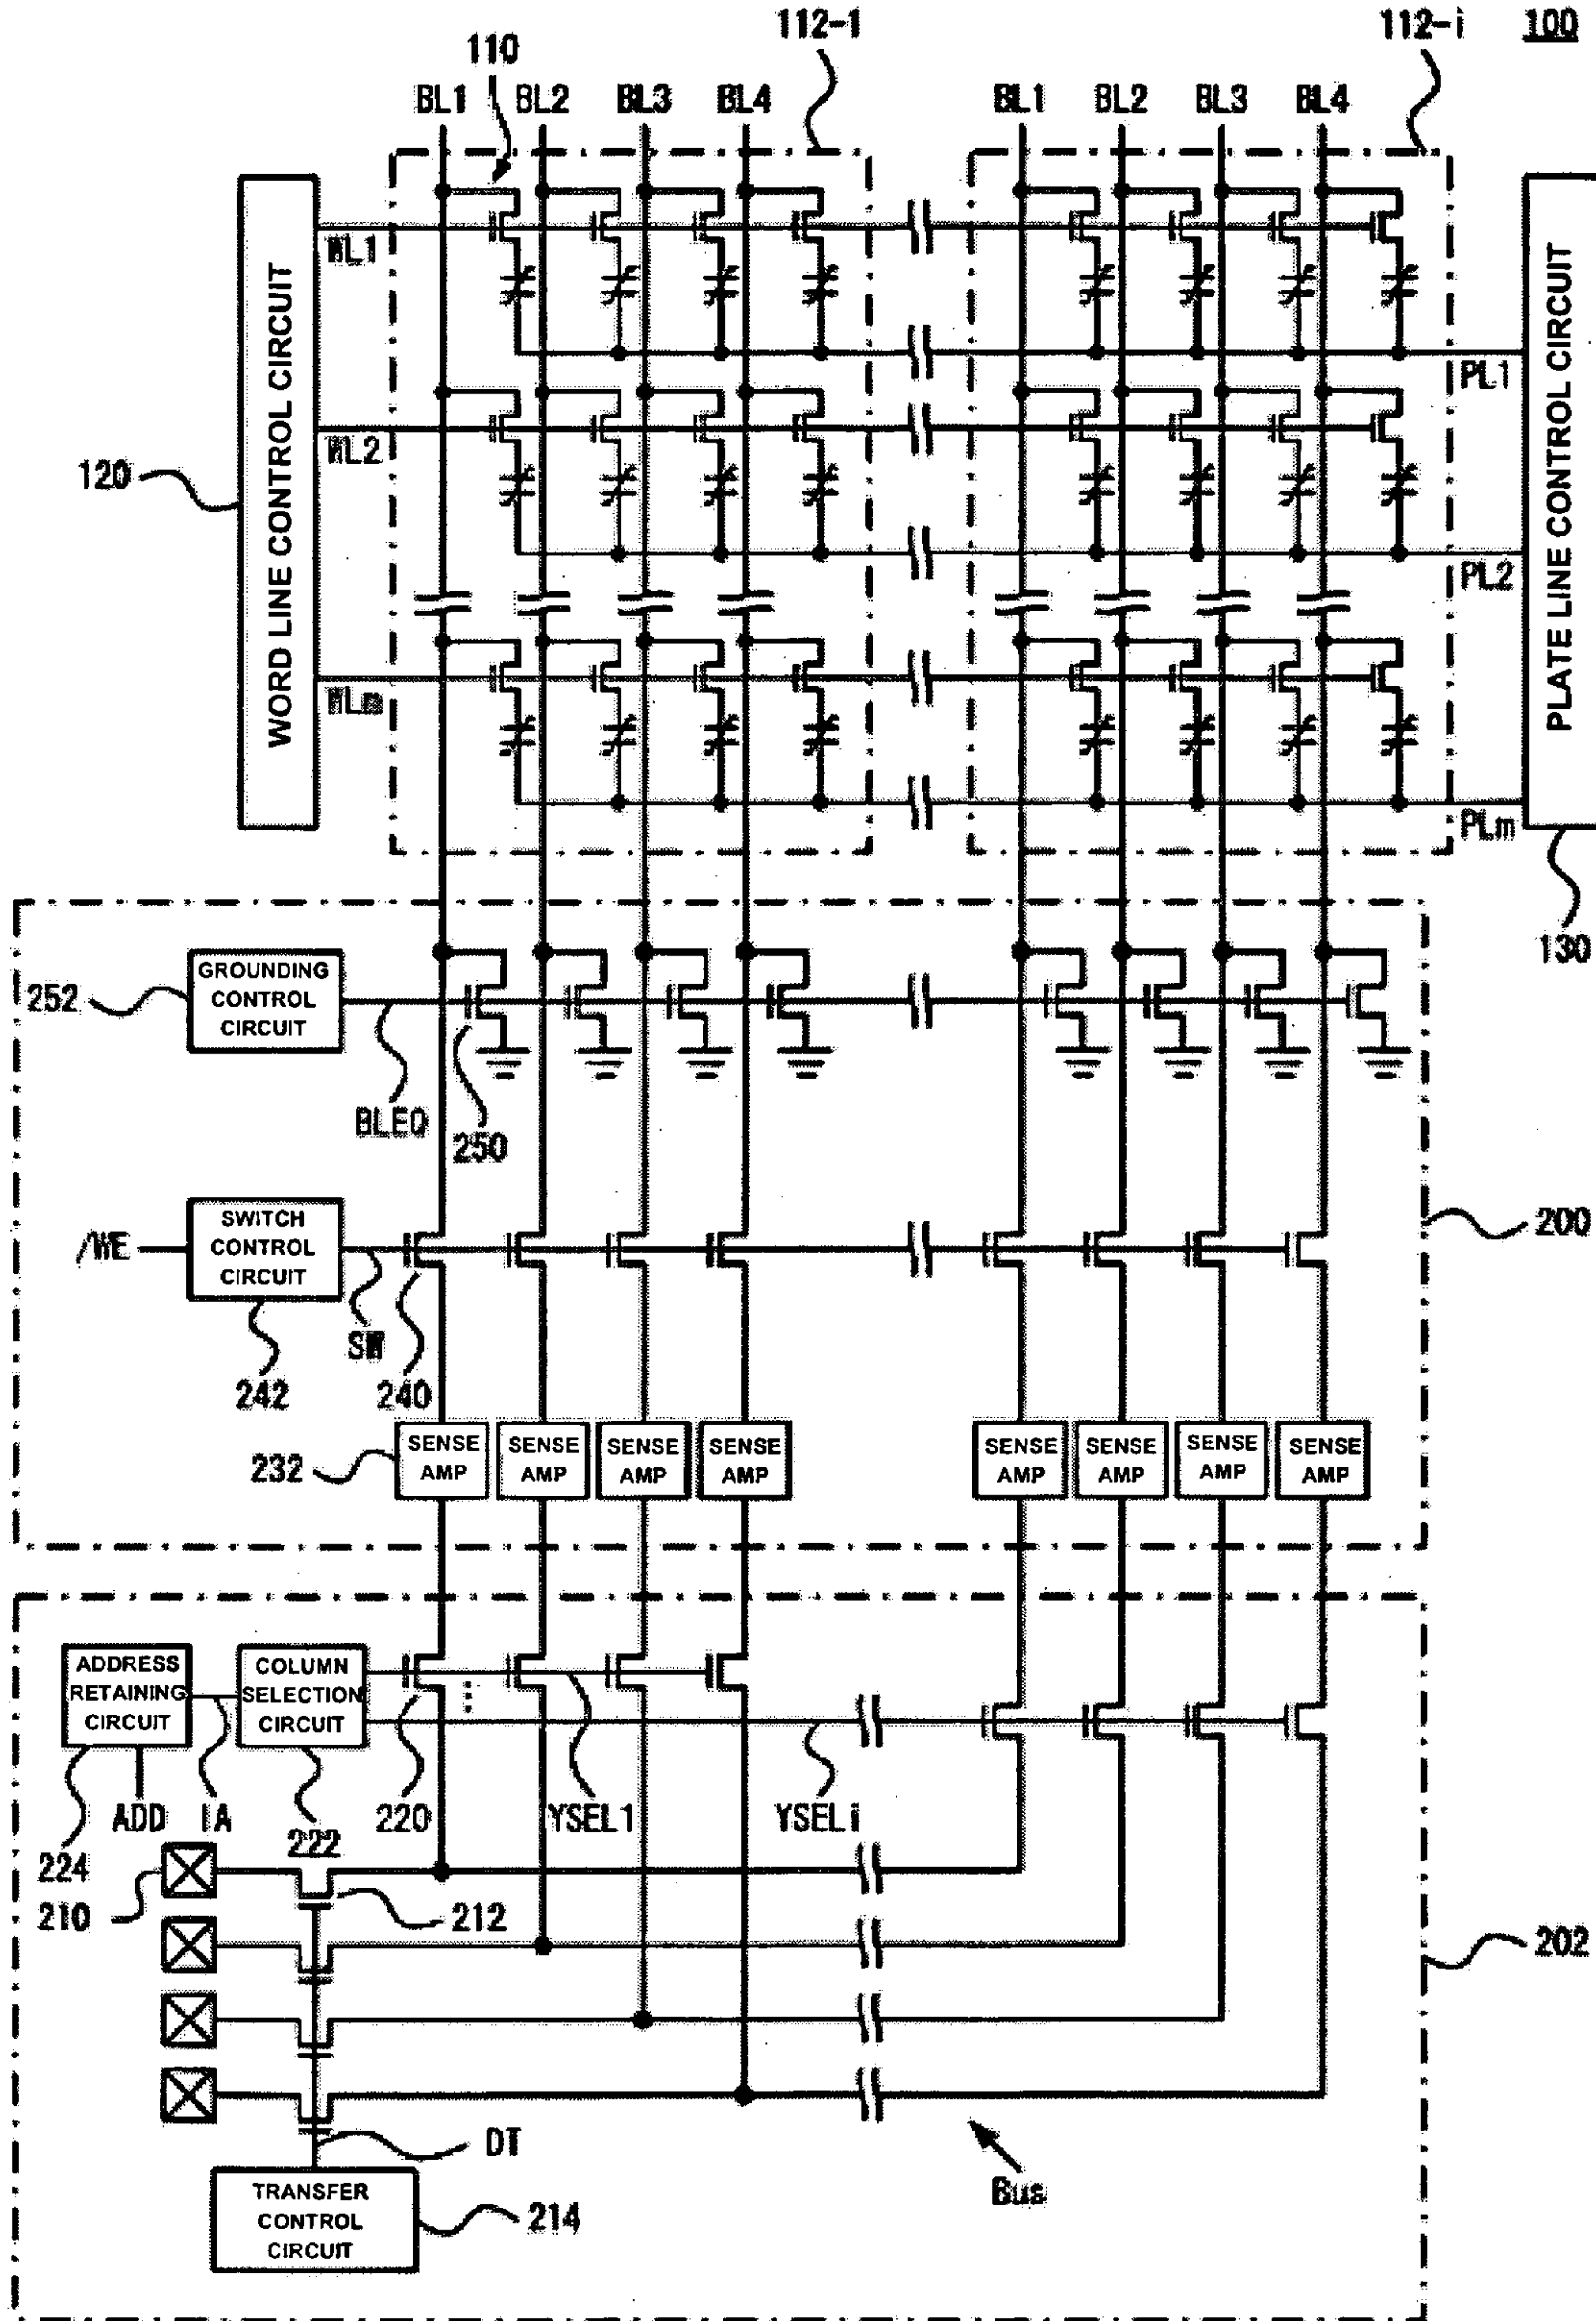 112-1 112-i 100
110
BL1 BL2 BL3 BL4 BL1 BL2 BL3 BL4
WORD LINE CONTROL CIRCUIT
PLATE LINE CONTROL CIRCUIT
WL1
PL1
WL2
120
PL2
WLm
PLm
130
GROUNDING
CONTROL
CIRCUIT
252
BLEQ
250
/WE
SWITCH
CONTROL
CIRCUIT
200
SW
242 240
232
SENSE
AMP
SENSE
AMP
SENSE
AMP
SENSE
AMP
SENSE
AMP
SENSE
AMP
SENSE
AMP
SENSE
AMP
ADDRESS
RETAINING
CIRCUIT
COLUMN
SELECTION
CIRCUIT
224 ADD IA 222 220 YSEL1 YSELi
210 212
202
DT
Bus
TRANSFER
CONTROL
CIRCUIT
214